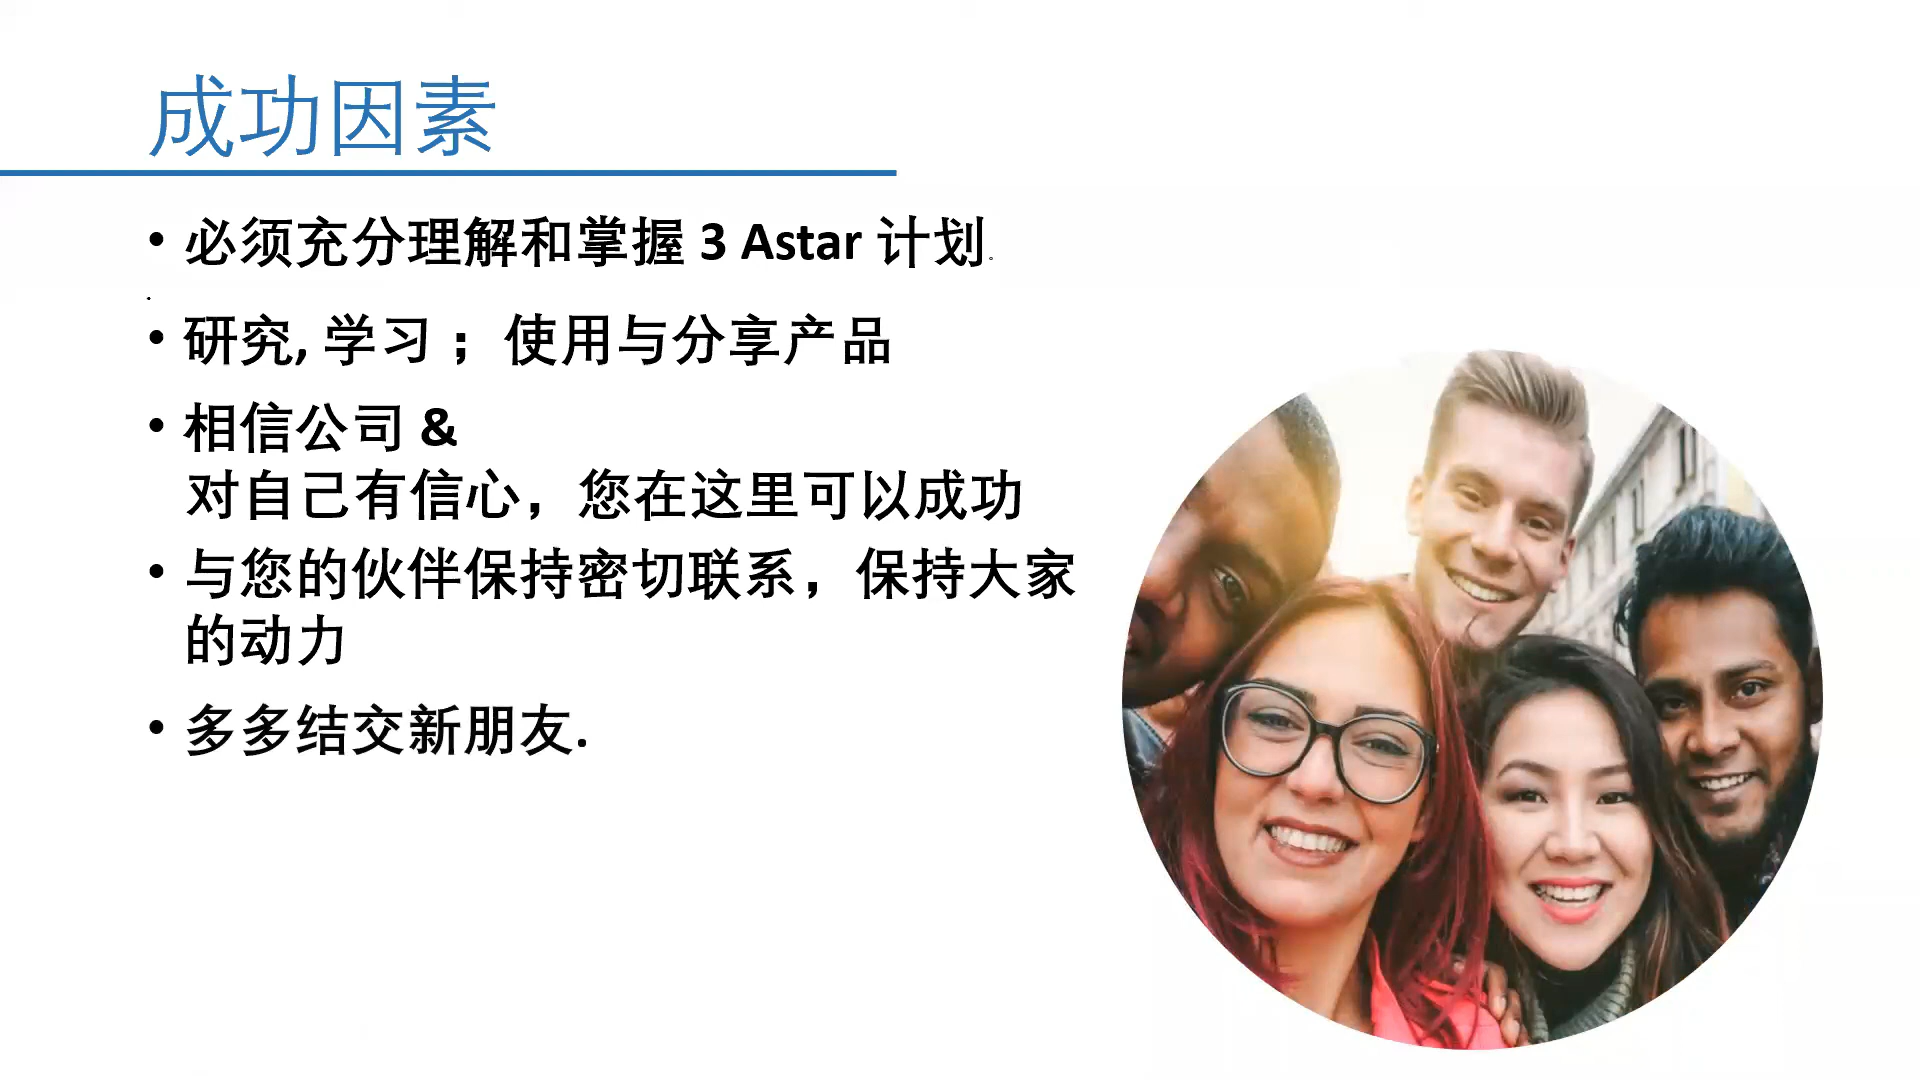 成功因素
• 必须充分理解和掌握 3 Astar 计划.
• 研究, 学习 ；使用与分享产品
• 相信公司 &
对自己有信心，您在这里可以成功
• 与您的伙伴保持密切联系，保持大家
的动力
• 多多结交新朋友.